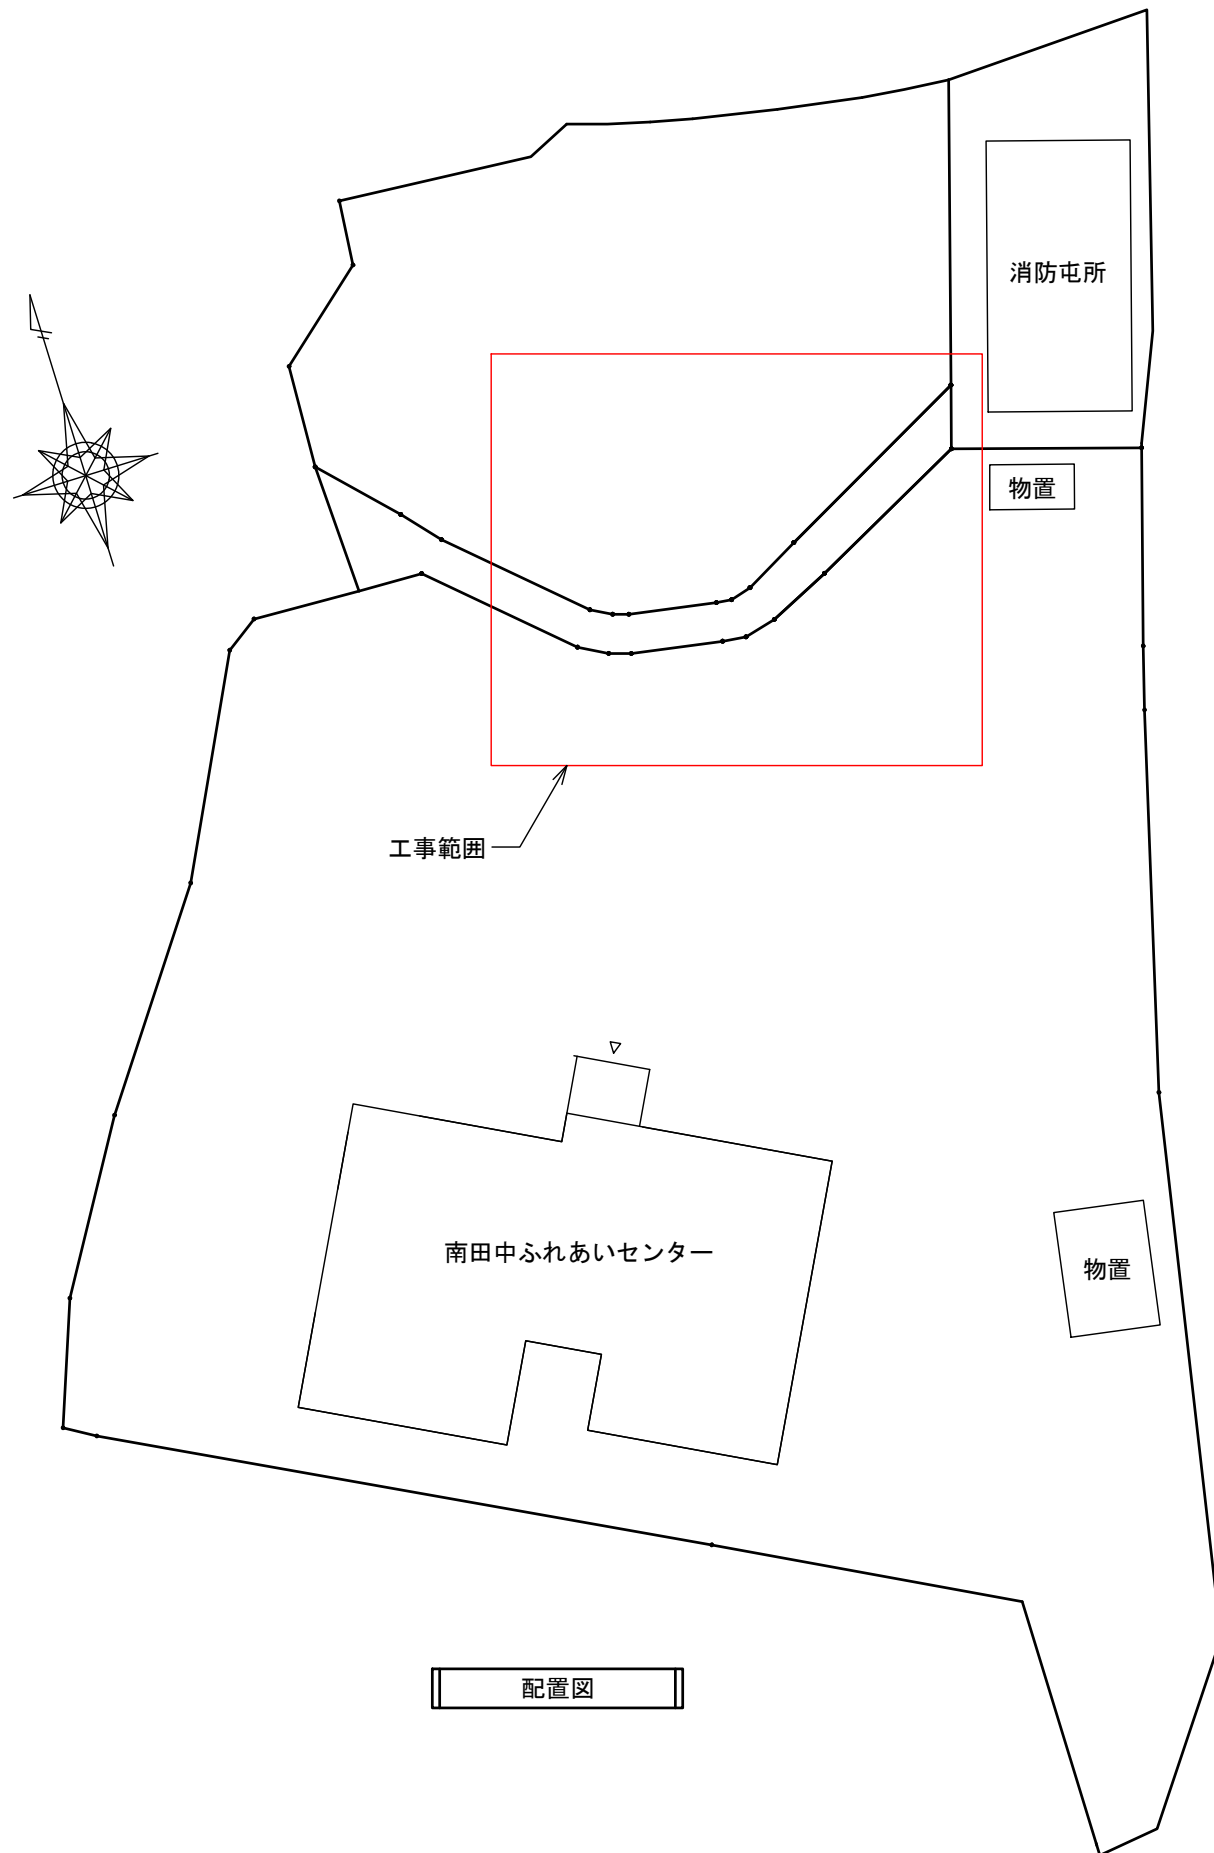 消防屯所
物置
工事範囲
南田中ふれあいセンター
物置
配置図